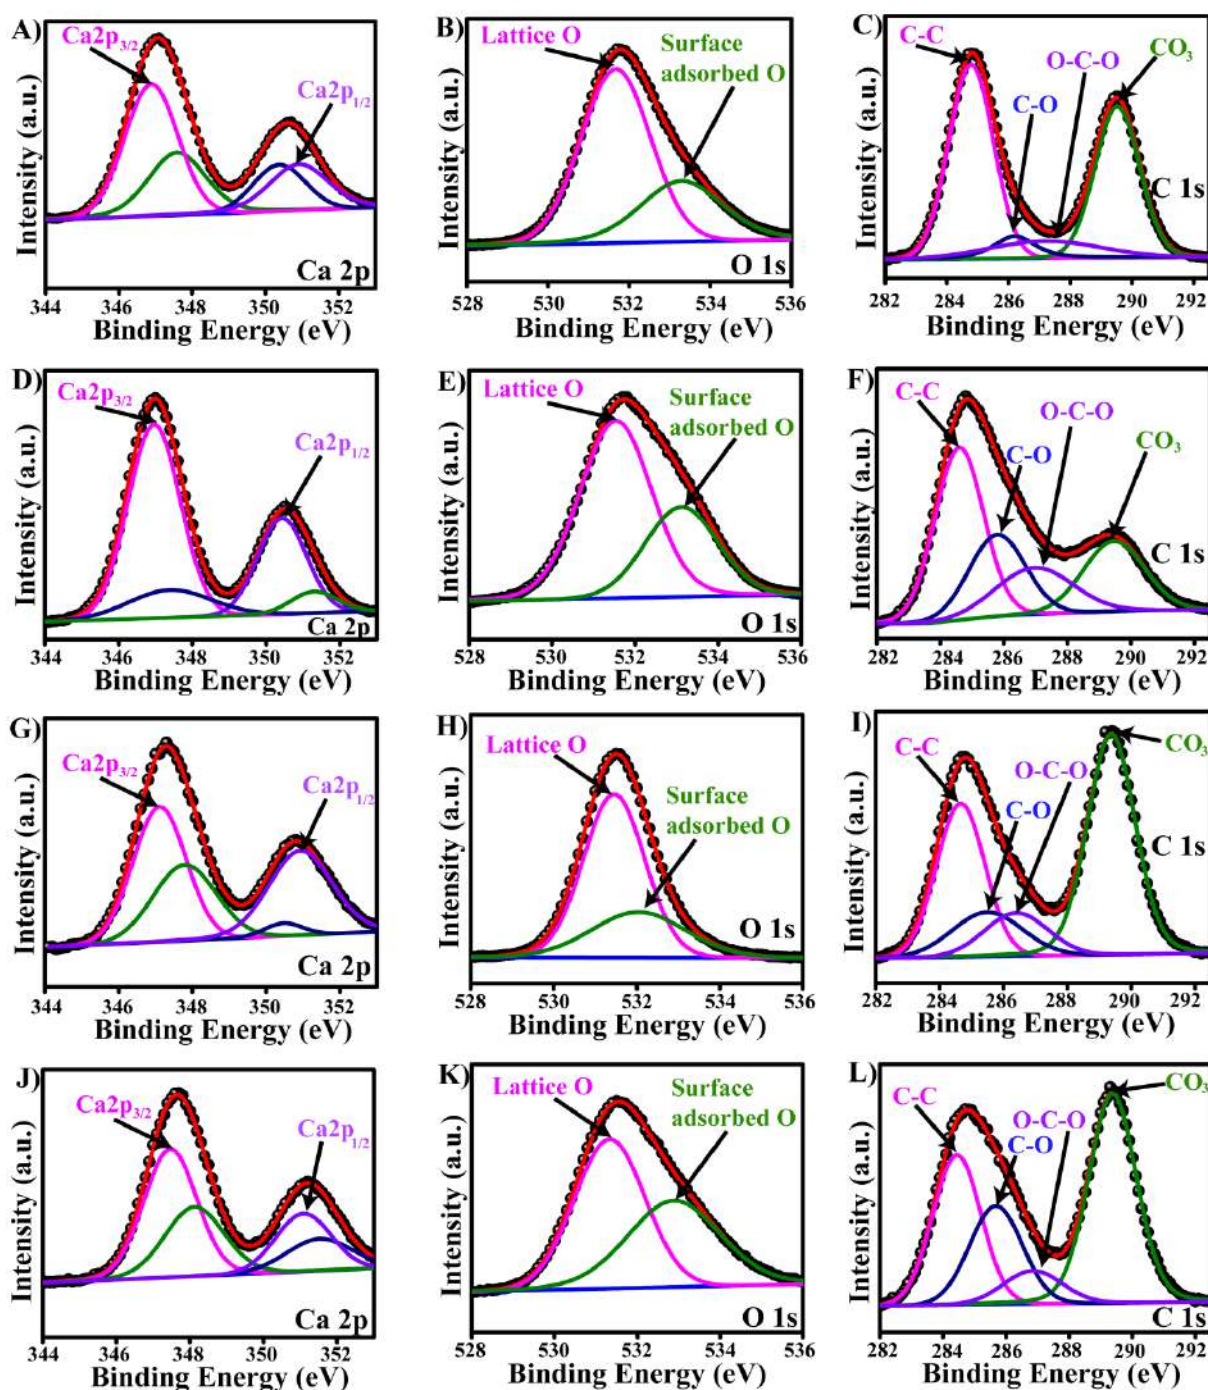 A)
Ca2p3/2
Ca2p1/2
Intensity (a.u.)
Ca 2p
344 346 348 350 352
Binding Energy (eV)
B)
Lattice O
Surface
adsorbed O
Intensity (a.u.)
O 1s
528 530 532 534 536
Binding Energy (eV)
C)
C-C
O-C-O
CO3
C-O
Intensity (a.u.)
C 1s
282 284 286 288 290 292
Binding Energy (eV)
D)
Ca2p3/2
Ca2p1/2
Intensity (a.u.)
Ca 2p
344 346 348 350 352
Binding Energy (eV)
E)
Lattice O
Surface
adsorbed O
Intensity (a.u.)
O 1s
528 530 532 534 536
Binding Energy (eV)
F)
C-C
O-C-O
CO3
C-O
Intensity (a.u.)
C 1s
282 284 286 288 290 292
Binding Energy (eV)
G)
Ca2p3/2
Ca2p1/2
Intensity (a.u.)
Ca 2p
344 346 348 350 352
Binding Energy (eV)
H)
Lattice O
Surface
adsorbed O
Intensity (a.u.)
O 1s
528 530 532 534 536
Binding Energy (eV)
I)
C-C
CO3
O-C-O
C-O
Intensity (a.u.)
C 1s
282 284 286 288 290 292
Binding Energy (eV)
J)
Ca2p3/2
Ca2p1/2
Intensity (a.u.)
Ca 2p
344 346 348 350 352
Binding Energy (eV)
K)
Lattice O
Surface
adsorbed O
Intensity (a.u.)
O 1s
528 530 532 534 536
Binding Energy (eV)
L)
CO3
C-C
O-C-O
C-O
Intensity (a.u.)
C 1s
282 284 286 288 290 292
Binding Energy (eV)